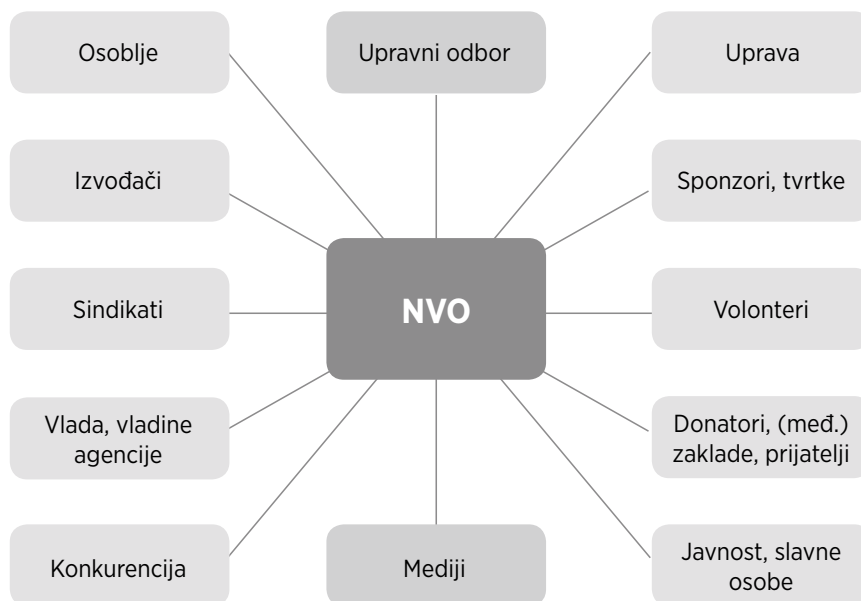 Osoblje
Upravni odbor
Uprava
Izvođači
Sponzori, tvrtke
Sindikati
NVO
Volonteri
Vlada, vladine
agencije
Donatori, (međ.)
zaklade, prijatelji
Konkurencija
Mediji
Javnost, slavne
osobe